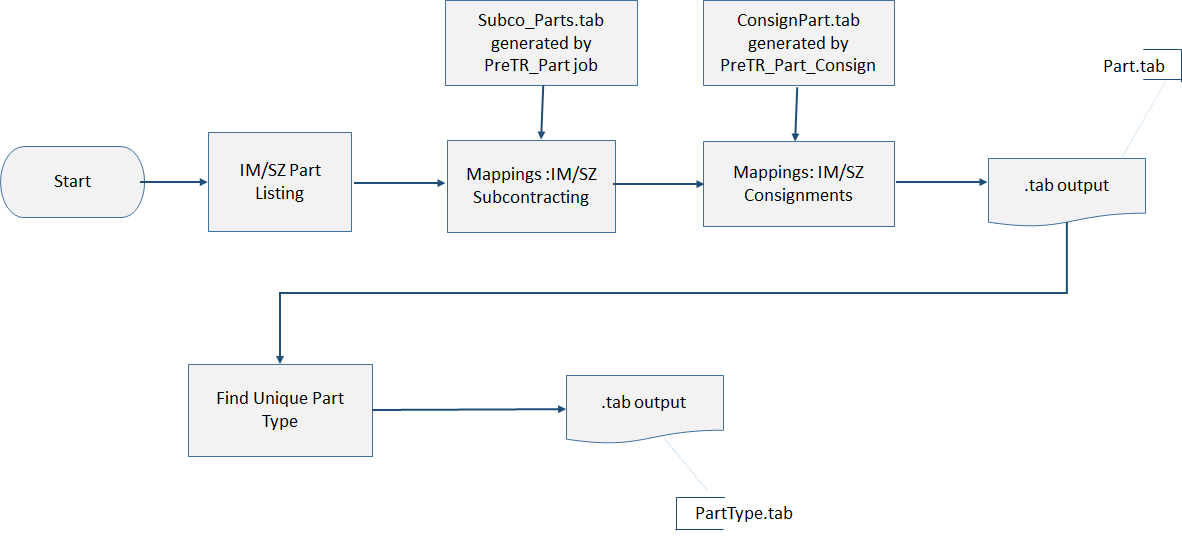 Subco_Parts.tab
generated by
PreTR_Part job
ConsignPart.tab
generated by
PreTR_Part_Consign
Part.tab
Start
IM/SZ Part
Listing
Mappings :IM/SZ
Subcontracting
Mappings: IM/SZ
Consignments
.tab output
Find Unique Part
Type
.tab output
PartType.tab